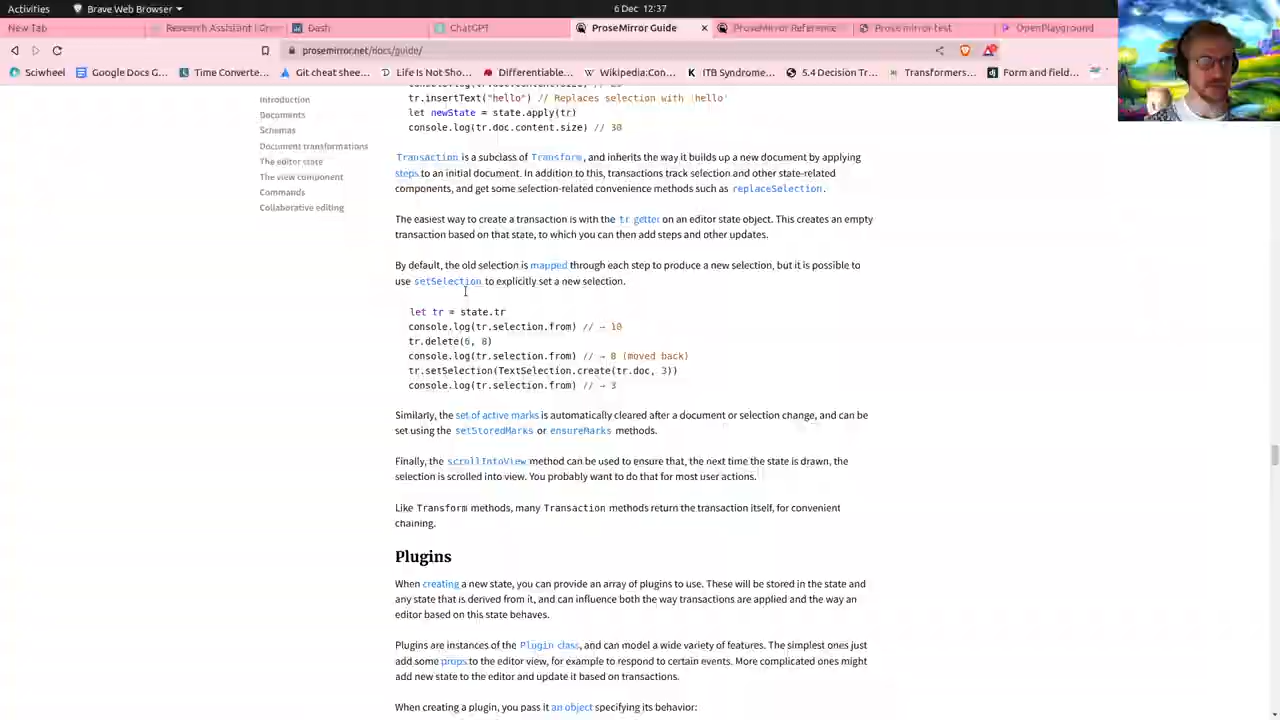 Activities
Brave Web Browser
6 Dec 12:37
New Tab
Research Assistant | Gr
Dash
ChatGPT
ProseMirror Guide
ProseMirror Reference
Prose mirror test
OpenPlayground
prosemirror.net/docs/guide/
Sciwheel
Google Docs G...
Time Converte...
Git cheat shee...
Life Is Not Sho...
Differentiable...
Wikipedia:Con...
ITB Syndrome...
5.4 Decision Tr...
Transformers...
Form and field...
Introduction
Documents
Schemas
Document transformations
The editor state
The view component
Commands
Collaborative editing
tr.insertText("hello") // Replaces selection with 'hello'
let newState = state.apply(tr)
console.log(tr.doc.content.size) // 30
Transaction is a subclass of Transform, and inherits the way it builds up a new document by applying
steps to an initial document. In addition to this, transactions track selection and other state-related
components, and get some selection-related convenience methods such as replaceSelection.
The easiest way to create a transaction is with the tr getter on an editor state object. This creates an empty
transaction based on that state, to which you can then add steps and other updates.
By default, the old selection is mapped through each step to produce a new selection, but it is possible to
use setSelection to explicitly set a new selection.
let tr = state.tr
console.log(tr.selection.from) // → 10
tr.delete(6, 8)
console.log(tr.selection.from) // → 8 (moved back)
tr.setSelection(TextSelection.create(tr.doc, 3))
console.log(tr.selection.from) // → 3
Similarly, the set of active marks is automatically cleared after a document or selection change, and can be
set using the setStoredMarks or ensureMarks methods.
Finally, the scrollIntoView method can be used to ensure that, the next time the state is drawn, the
selection is scrolled into view. You probably want to do that for most user actions.
Like Transform methods, many Transaction methods return the transaction itself, for convenient
chaining.
Plugins
When creating a new state, you can provide an array of plugins to use. These will be stored in the state and
any state that is derived from it, and can influence both the way transactions are applied and the way an
editor based on this state behaves.
Plugins are instances of the Plugin class, and can model a wide variety of features. The simplest ones just
add some props to the editor view, for example to respond to certain events. More complicated ones might
add new state to the editor and update it based on transactions.
When creating a plugin, you pass it an object specifying its behavior: